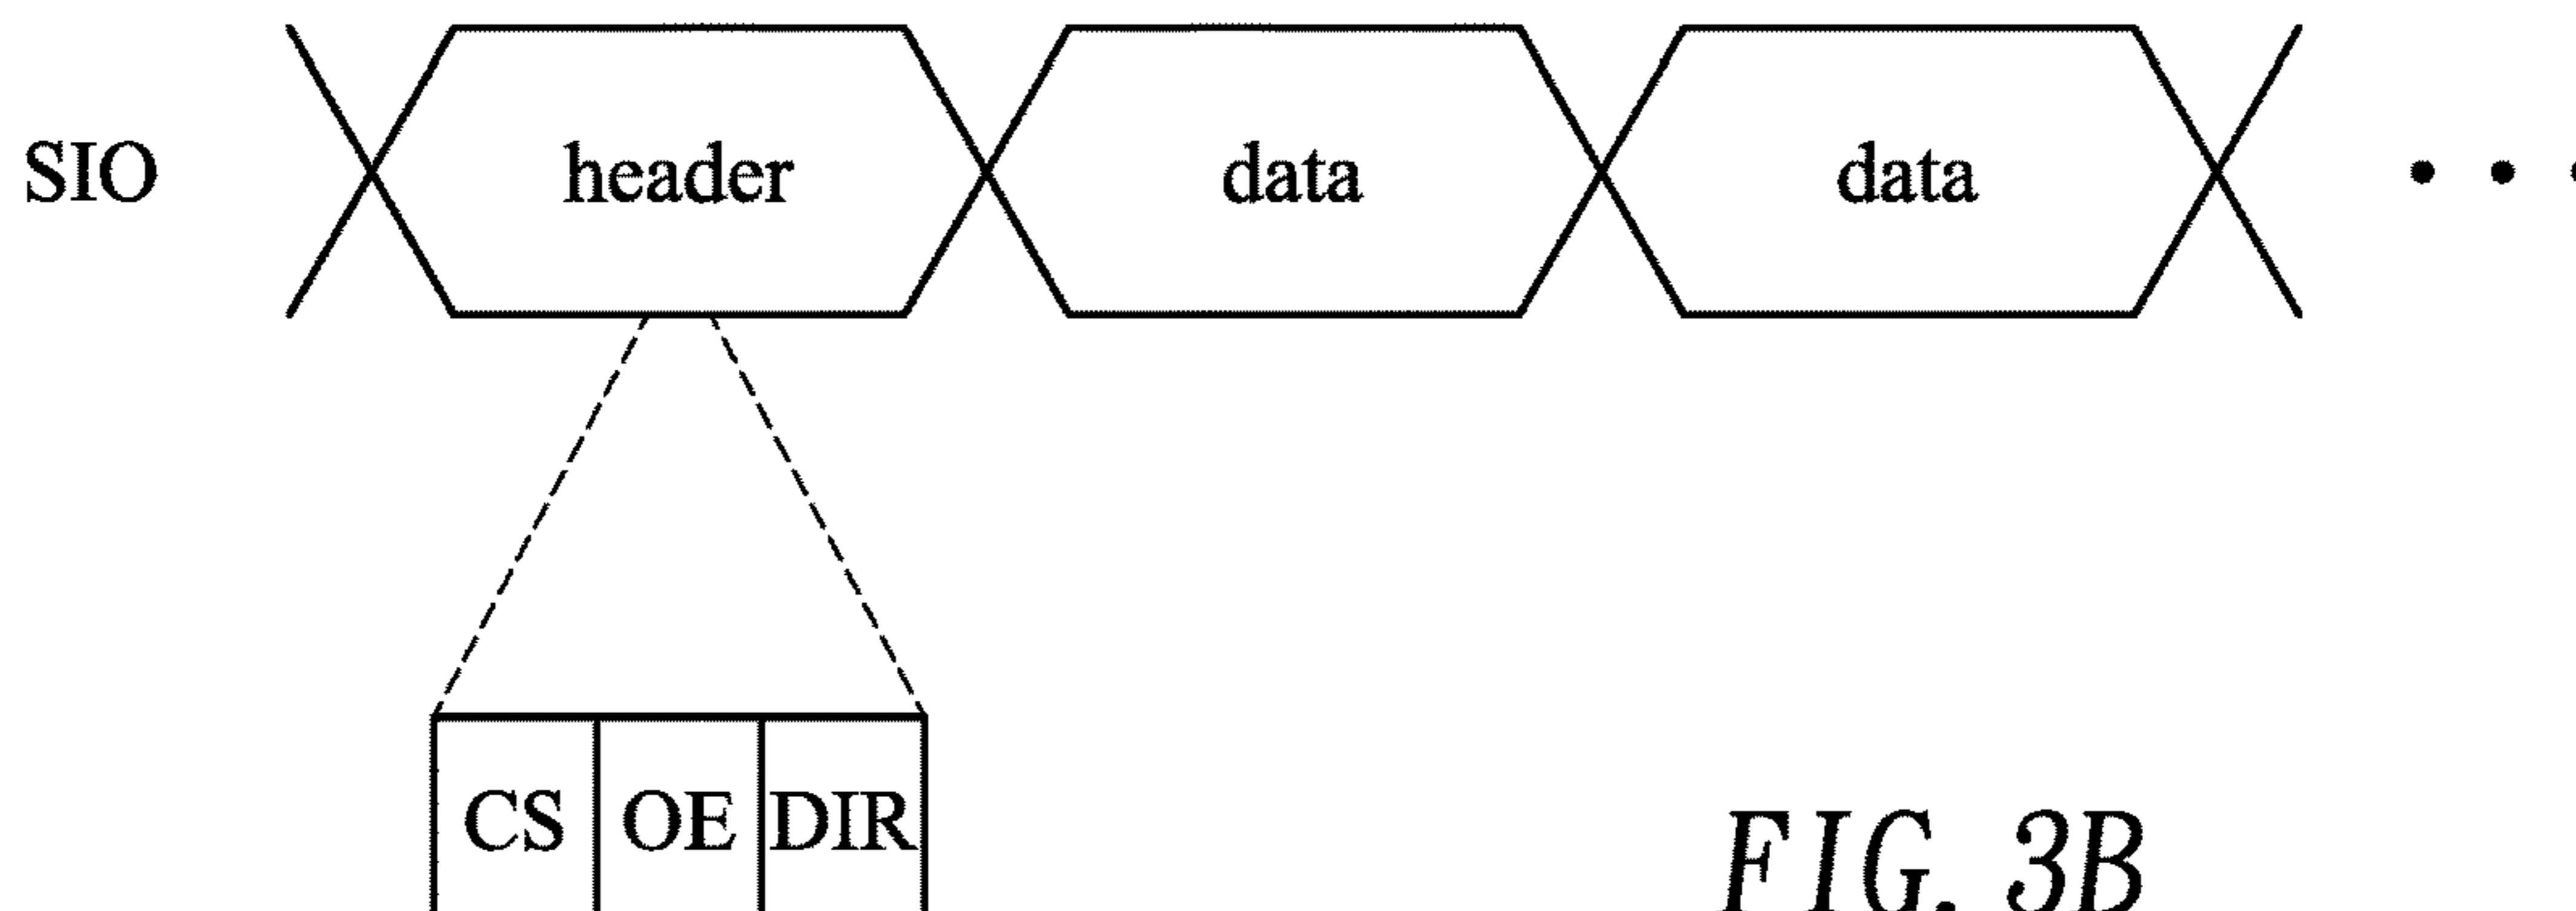 SIO header data data • • •
CS OE DIR
FIG. 3B